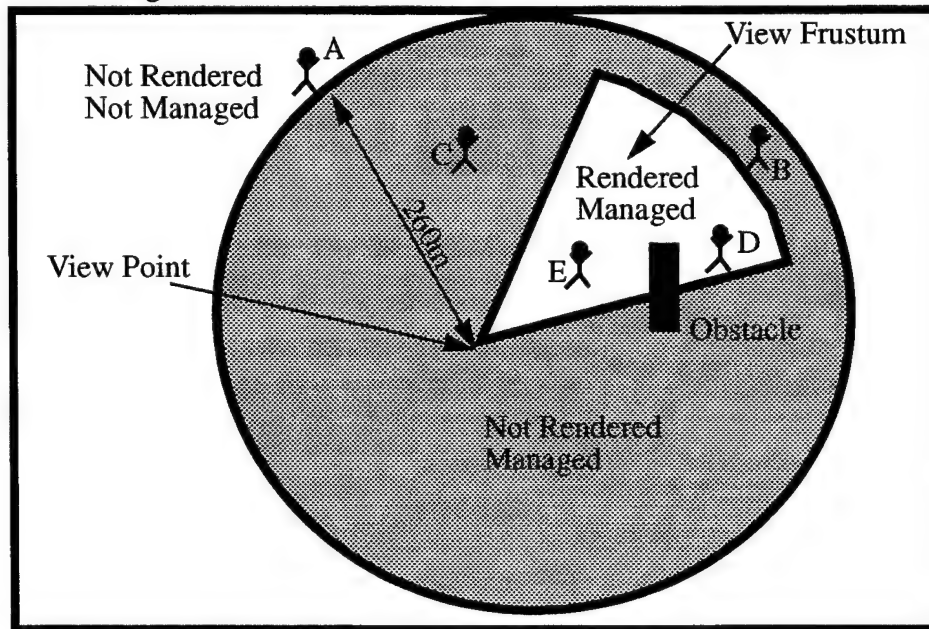 View Frustum
A
Not Rendered
Not Managed
C
B
Rendered
Managed
260m
D
E
View Point
Obstacle
Not Rendered
Managed